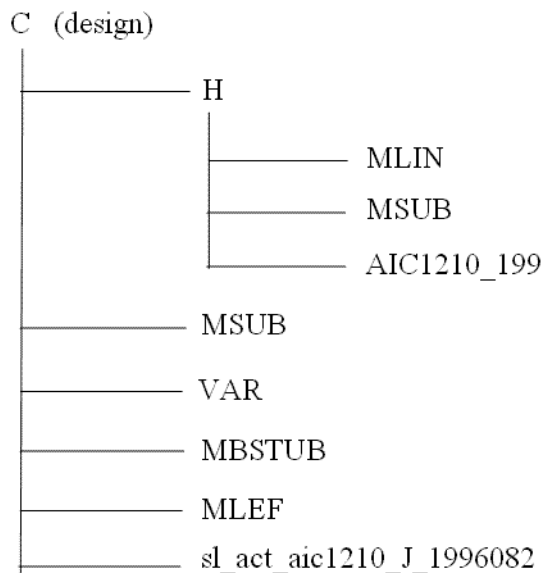 C (design)
H
MLIN
MSUB
AIC1210_199
MSUB
VAR
MBSTUB
MLEF
sl_act_aic1210_J_1996082